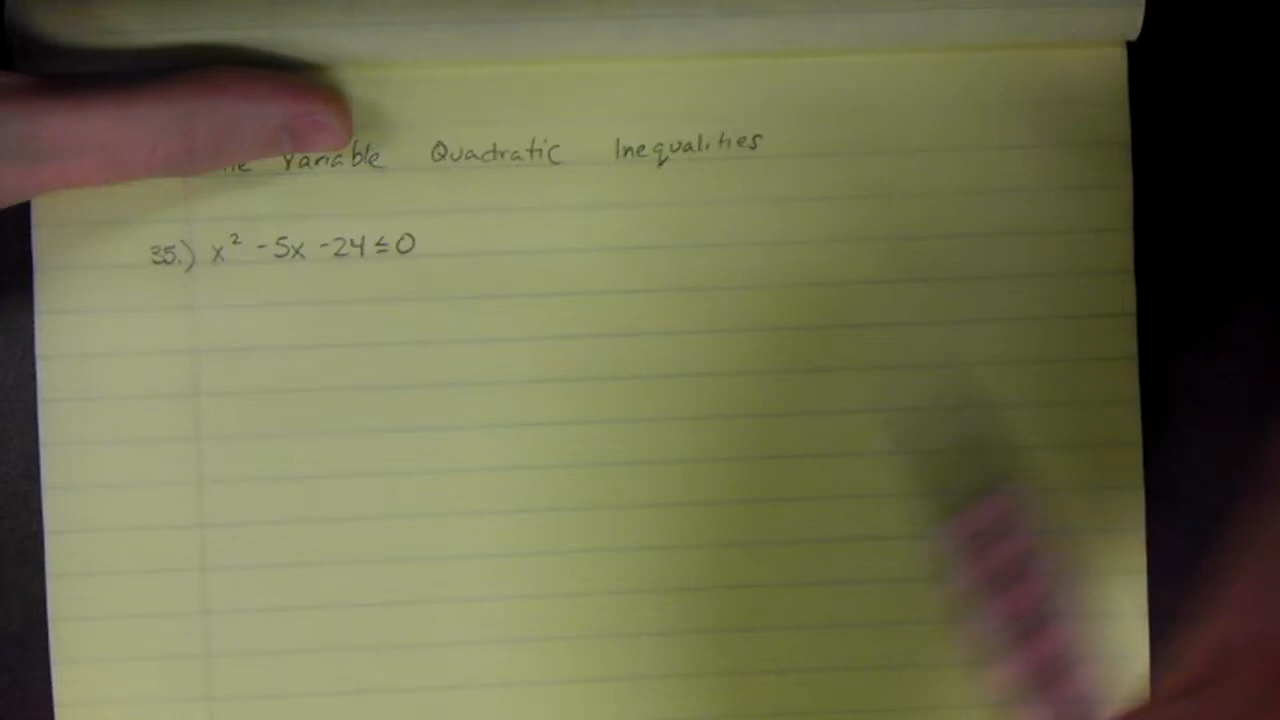 Variable Quadratic Inequalities
35.) x² -5x -24 ≤ 0